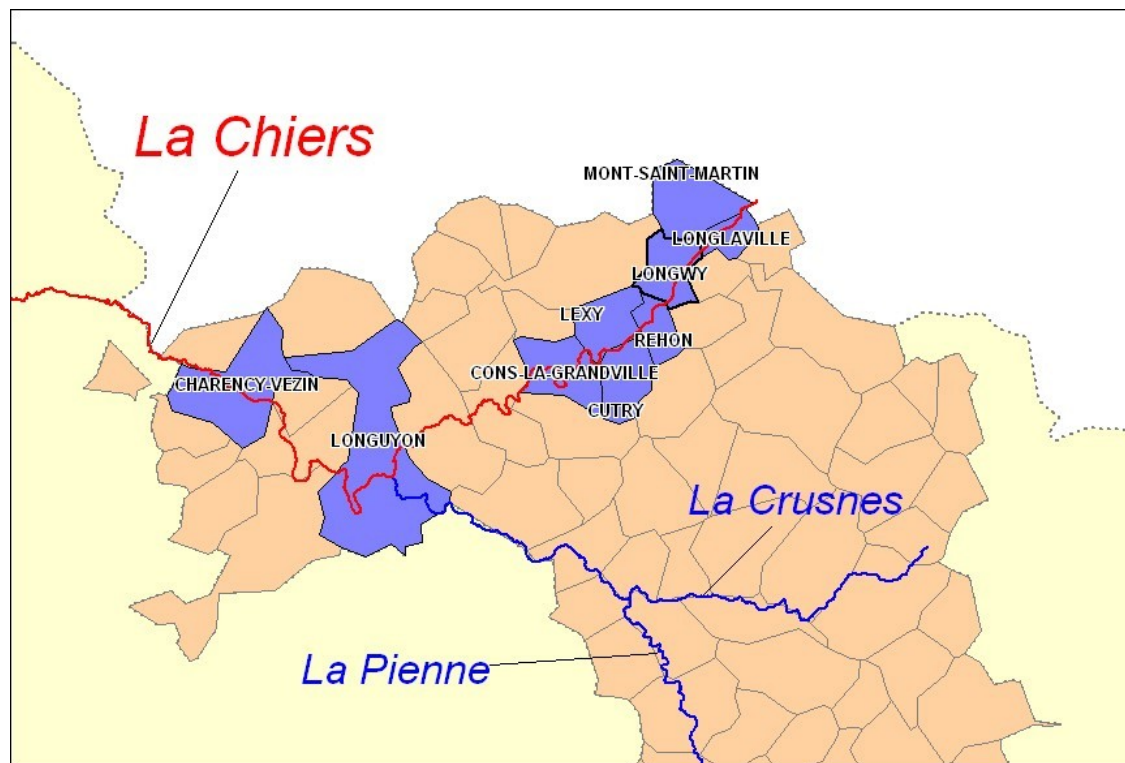 La Chiers
MONT-SAINT-MARTIN
LONGLAVILLE
LONGWY
LEXY
REHON
CONS-LA-GRANDVILLE
CHARENCY-VEZIN
CUTRY
LONGUYON
La Crusnes
La Pienne